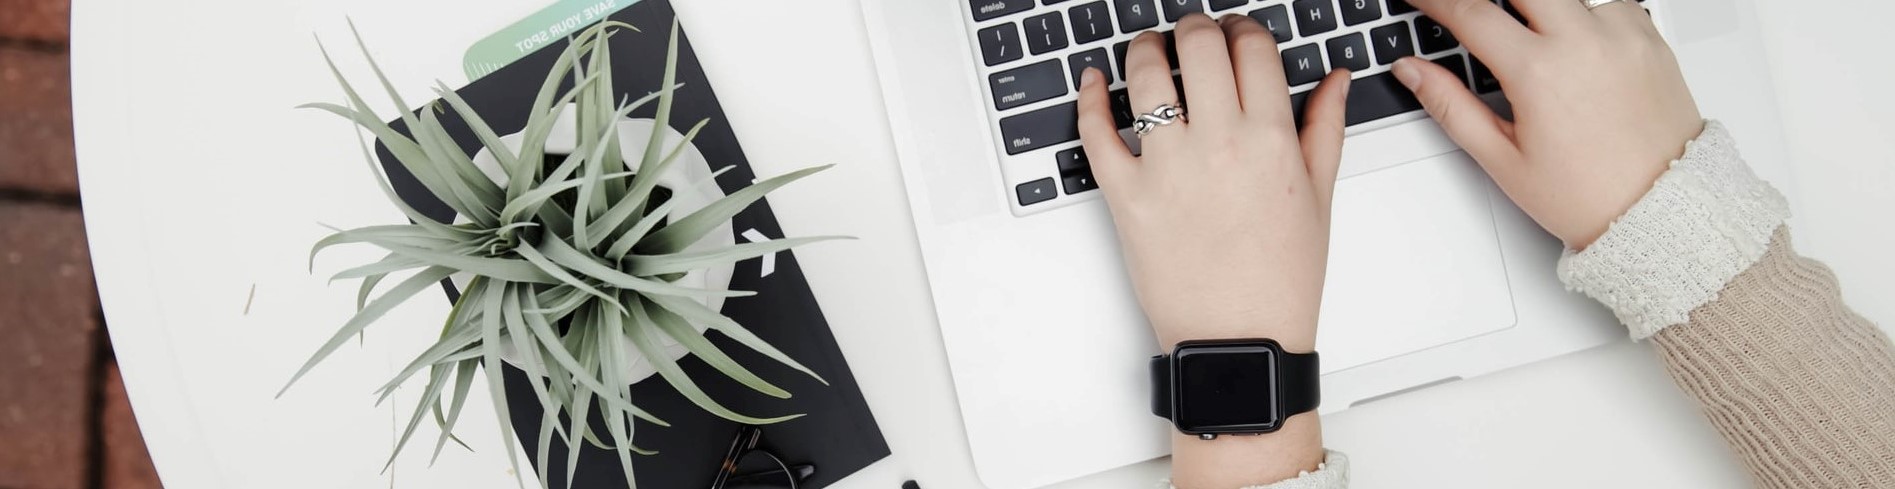 SAVE YOUR SPOT
delete
{ [
} ]
P
L
H
G
| \
" '
N
B
V
C
enter
return
shift